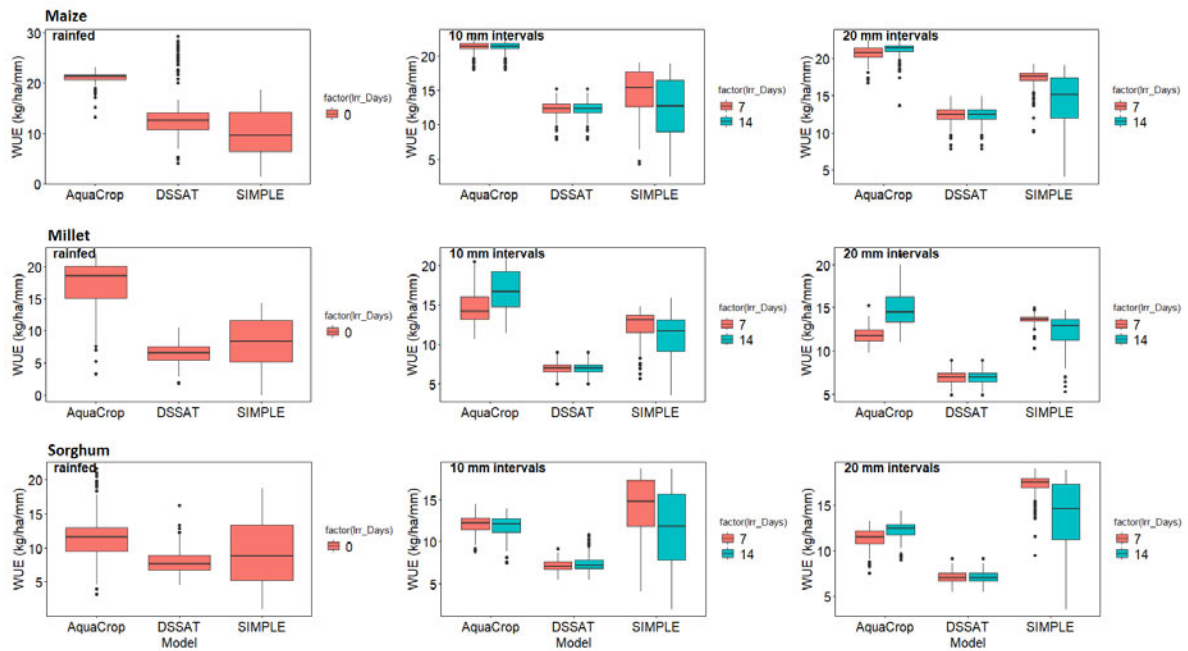 Maize
rainfed
WUE (kg/ha/mm)
30
20
10
0
AquaCrop DSSAT SIMPLE
factor(Irr_Days)
0
10 mm intervals
WUE (kg/ha/mm)
20
15
10
5
AquaCrop DSSAT SIMPLE
factor(Irr_Days)
7
14
20 mm intervals
WUE (kg/ha/mm)
20
15
10
5
AquaCrop DSSAT SIMPLE
factor(Irr_Days)
7
14
Millet
rainfed
WUE (kg/ha/mm)
20
15
10
5
0
AquaCrop DSSAT SIMPLE
factor(Irr_Days)
0
10 mm intervals
WUE (kg/ha/mm)
20
15
10
5
AquaCrop DSSAT SIMPLE
factor(Irr_Days)
7
14
20 mm intervals
WUE (kg/ha/mm)
20
15
10
5
AquaCrop DSSAT SIMPLE
factor(Irr_Days)
7
14
Sorghum
rainfed
WUE (kg/ha/mm)
20
15
10
5
AquaCrop DSSAT SIMPLE
Model
factor(Irr_Days)
0
10 mm intervals
WUE (kg/ha/mm)
15
10
5
AquaCrop DSSAT SIMPLE
Model
factor(Irr_Days)
7
14
20 mm intervals
WUE (kg/ha/mm)
15
10
5
AquaCrop DSSAT SIMPLE
Model
factor(Irr_Days)
7
14